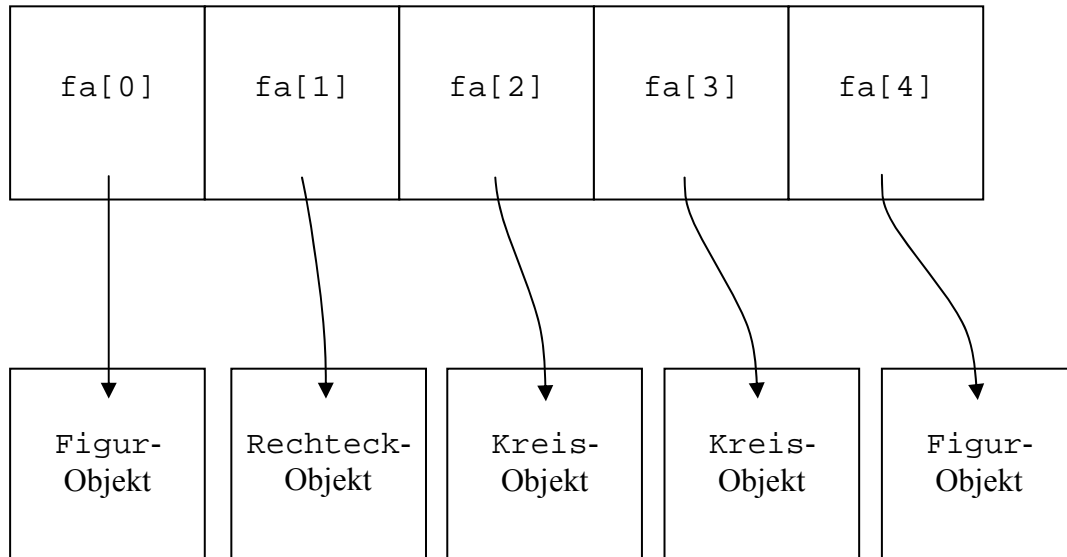 fa[0] fa[1] fa[2] fa[3] fa[4]
Figur-
Objekt
Rechteck-
Objekt
Kreis-
Objekt
Kreis-
Objekt
Figur-
Objekt